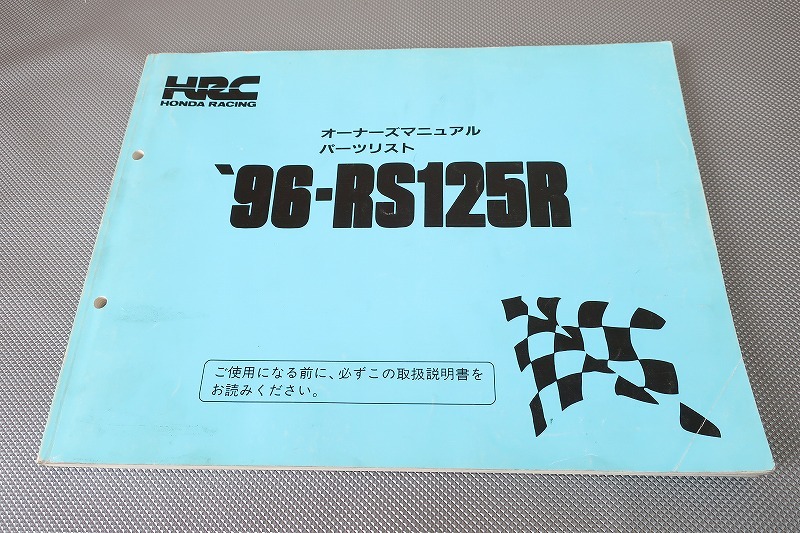 HRC
HONDA RACING
オーナーズマニュアル
パーツリスト
`96-RS125R
ご使用になる前に、必ずこの取扱説明書を
お読みください。